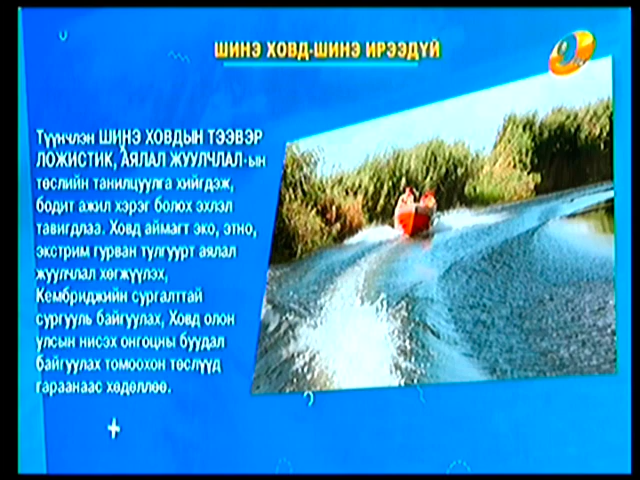 ШИНЭ ХОВД-ШИНЭ ИРЭЭДҮЙ
Түүнчлэн ШИНЭ ХОВДЫН ТЭЭВЭР
ЛОЖИСТИК, АЯЛАЛ ЖУУЛЧЛАЛ-ын
төслийн танилцуулга хийгдэж,
бодит ажил хэрэг болох эхлэл
тавигдлаа. Ховд аймагт эко, этно,
экстрим гурван тулгуурт аялал
жуулчлал хөгжүүлэх,
Кембриджийн сургалттай
сургууль байгуулах, Ховд олон
улсын нисэх онгоцны буудал
байгуулах томоохон төслүүд
гараанаас хөдөллөө.